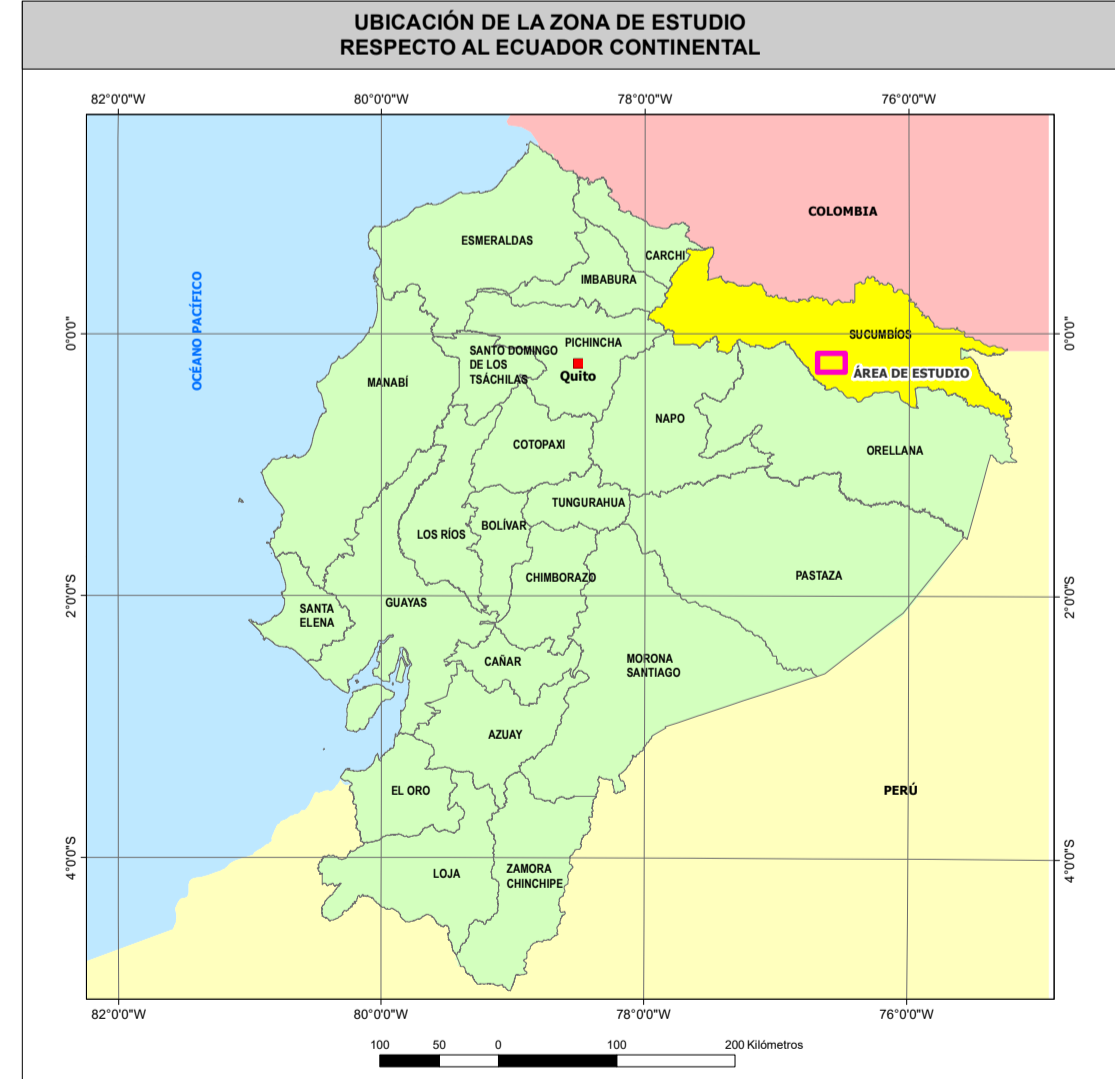 UBICACIÓN DE LA ZONA DE ESTUDIO
RESPECTO AL ECUADOR CONTINENTAL
82°0'0"W
80°0'0"W
78°0'0"W
76°0'0"W
COLOMBIA
ESMERALDAS
CARCHI
IMBABURA
OCÉANO PACÍFICO
0°0'0"
SUCUMBÍOS
0°0'0"
PICHINCHA
SANTO DOMINGO
DE LOS
TSÁCHILAS
Quito
ÁREA DE ESTUDIO
MANABÍ
NAPO
COTOPAXI
ORELLANA
TUNGURAHUA
BOLÍVAR
LOS RÍOS
CHIMBORAZO
PASTAZA
2°0'0"S
2°0'0"S
GUAYAS
SANTA
ELENA
CAÑAR
MORONA
SANTIAGO
AZUAY
EL ORO
PERÚ
4°0'0"S
4°0'0"S
LOJA
ZAMORA
CHINCHIPE
82°0'0"W
80°0'0"W
78°0'0"W
76°0'0"W
100
50
0
100
200 Kilómetros